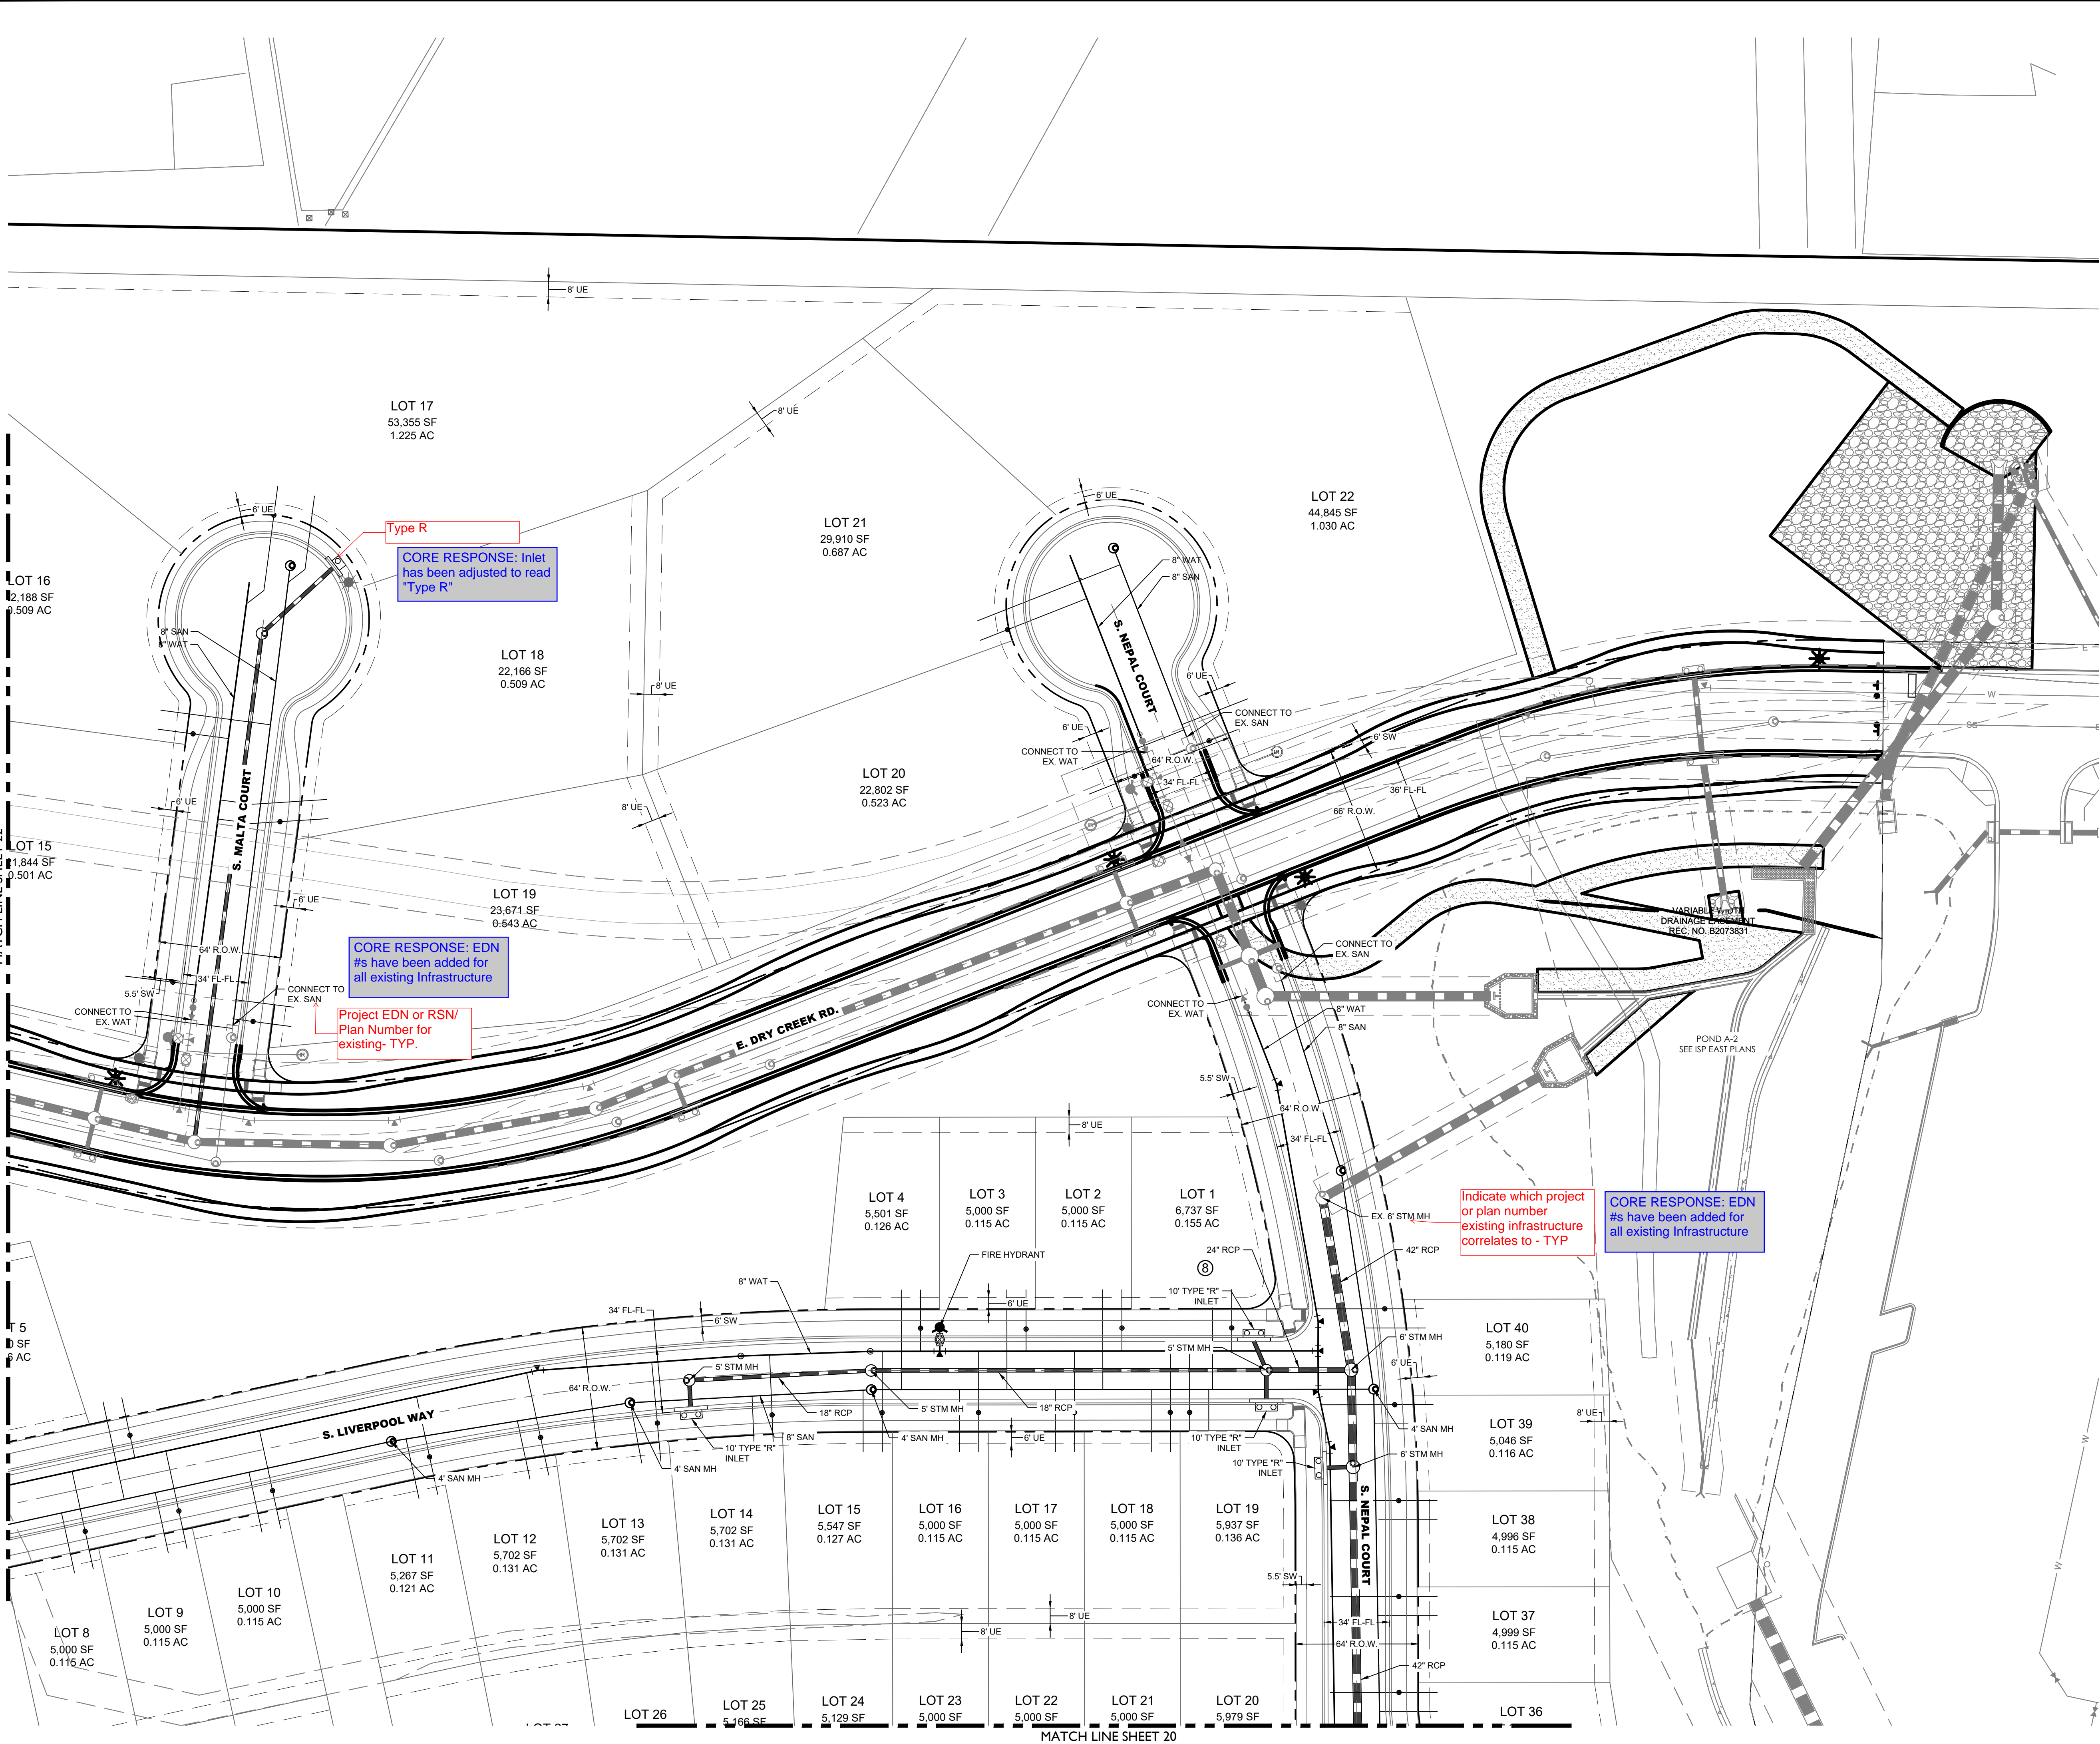 8' UE
LOT 17
53,355 SF
1.225 AC
8' UE
6' UE
Type R
CORE RESPONSE: Inlet
has been adjusted to read
"Type R"
LOT 21
29,910 SF
0.687 AC
6' UE
LOT 22
44,845 SF
1.030 AC
8" WAT
8" SAN
LOT 16
2,188 SF
0.509 AC
8" SAN
8" WAT
LOT 18
22,166 SF
0.509 AC
8' UE
S. NEPAL COURT
6' UE
CONNECT TO
EX. SAN
6' UE
CONNECT TO
EX. WAT
64' R.O.W.
34' FL-FL
6' SW
36' FL-FL
66' R.O.W.
E
W
SS
S. MALTA COURT
6' UE
LOT 20
22,802 SF
0.523 AC
8' UE
LOT 15
1,844 SF
0.501 AC
LOT 19
23,671 SF
0.543 AC
6' UE
64' R.O.W.
34' FL-FL
5.5' SW
CONNECT TO
EX. WAT
CONNECT TO
EX. SAN
CORE RESPONSE: EDN
#s have been added for
all existing Infrastructure
Project EDN or RSN/
Plan Number for
existing- TYP.
E. DRY CREEK RD.
VARIABLE WIDTH
DRAINAGE EASEMENT
REC. NO. B2073831
CONNECT TO
EX. SAN
CONNECT TO
EX. WAT
8" WAT
8" SAN
POND A-2
SEE ISP EAST PLANS
5.5' SW
64' R.O.W.
34' FL-FL
8' UE
LOT 4
5,501 SF
0.126 AC
LOT 3
5,000 SF
0.115 AC
LOT 2
5,000 SF
0.115 AC
LOT 1
6,737 SF
0.155 AC
8
EX. 6' STM MH
Indicate which project
or plan number
existing infrastructure
correlates to - TYP
CORE RESPONSE: EDN
#s have been added for
all existing Infrastructure
24" RCP
42" RCP
FIRE HYDRANT
8" WAT
34' FL-FL
6' SW
6' UE
10' TYPE "R"
INLET
T 5
SF
AC
64' R.O.W.
5' STM MH
5' STM MH
6' STM MH
6' UE
LOT 40
5,180 SF
0.119 AC
S. LIVERPOOL WAY
18" RCP
5' STM MH
18" RCP
8" SAN
4' SAN MH
6' UE
10' TYPE "R"
INLET
10' TYPE "R"
INLET
10' TYPE "R"
INLET
4' SAN MH
6' STM MH
4' SAN MH
4' SAN MH
8' UE
LOT 39
5,046 SF
0.116 AC
S. NEPAL COURT
LOT 8
5,000 SF
0.115 AC
LOT 9
5,000 SF
0.115 AC
LOT 10
5,000 SF
0.115 AC
LOT 11
5,267 SF
0.121 AC
LOT 12
5,702 SF
0.131 AC
LOT 13
5,702 SF
0.131 AC
LOT 14
5,702 SF
0.131 AC
LOT 15
5,547 SF
0.127 AC
LOT 16
5,000 SF
0.115 AC
LOT 17
5,000 SF
0.115 AC
LOT 18
5,000 SF
0.115 AC
LOT 19
5,937 SF
0.136 AC
LOT 38
4,996 SF
0.115 AC
5.5' SW
8' UE
8' UE
34' FL-FL
64' R.O.W.
LOT 37
4,999 SF
0.115 AC
42" RCP
W
W
LOT 26
LOT 25
5,166 SF
LOT 24
5,129 SF
LOT 23
5,000 SF
LOT 22
5,000 SF
LOT 21
5,000 SF
LOT 20
5,979 SF
LOT 36
MATCH LINE SHEET 20